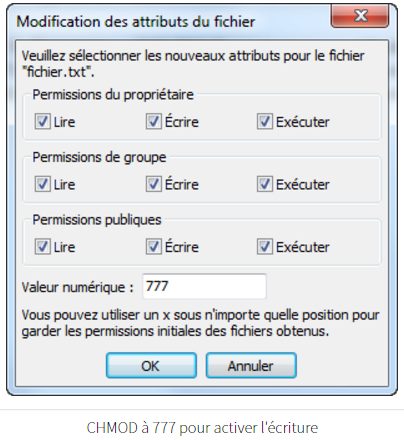 Modification des attributs du fichier
Veuillez sélectionner les nouveaux attributs pour le fichier
"fichier.txt".
Permissions du propriétaire
Lire Écrire Exécuter
Permissions de groupe
Lire Écrire Exécuter
Permissions publiques
Lire Écrire Exécuter
Valeur numérique : 777
Vous pouvez utiliser un x sous n'importe quelle position pour
garder les permissions initiales des fichiers obtenus.
OK Annuler
CHMOD à 777 pour activer l'écriture